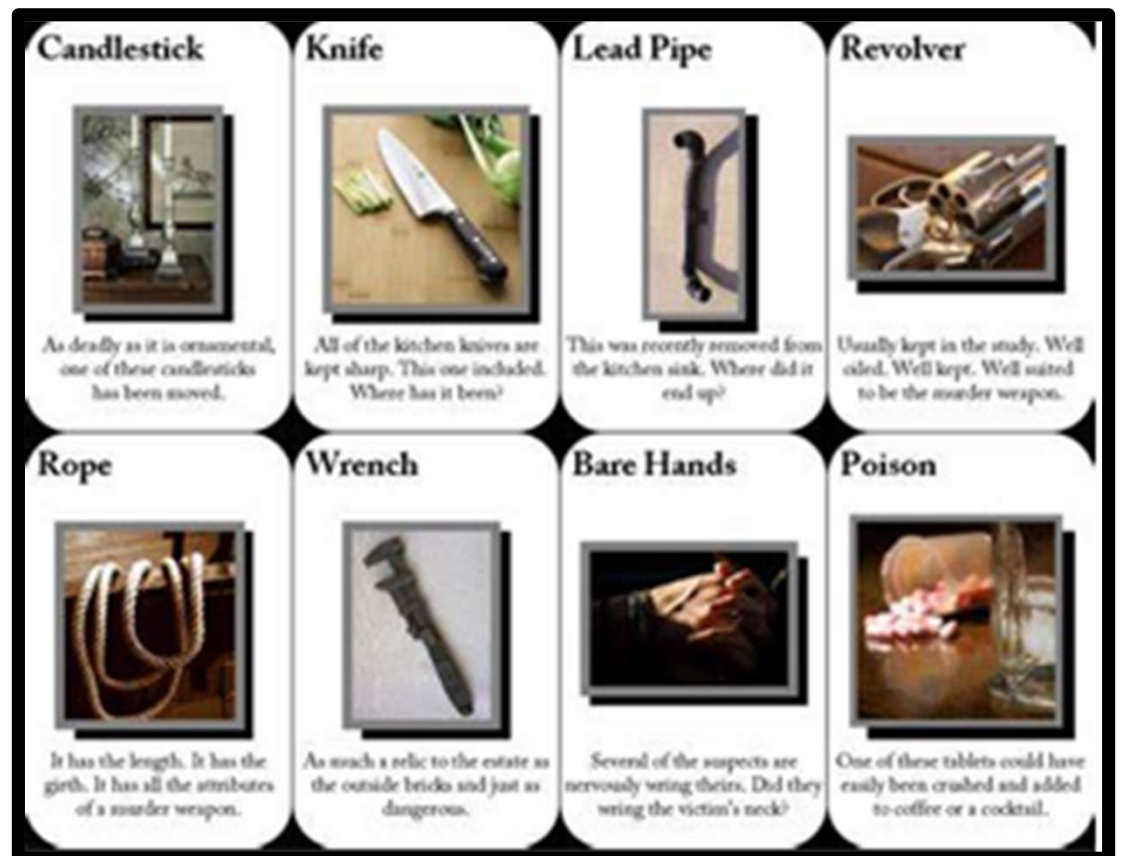 Candlestick
As deadly as it is ornamental,
one of these candlesticks
has been moved.
Knife
All of the kitchen knives are
kept sharp. This one included.
Where has it been?
Lead Pipe
This was recently removed from
the kitchen sink. Where did it
end up?
Revolver
Usually kept in the study. Well
oiled. Well kept. Well suited
to be the murder weapon.
Rope
It has the length. It has the
girth. It has all the attributes
of a murder weapon.
Wrench
As much a relic to the estate as
the outside bricks and just as
dangerous.
Bare Hands
Several of the suspects are
nervously wring theirs. Did they
wring the victim's neck?
Poison
One of these tablets could have
easily been crushed and added
to coffee or a cocktail.